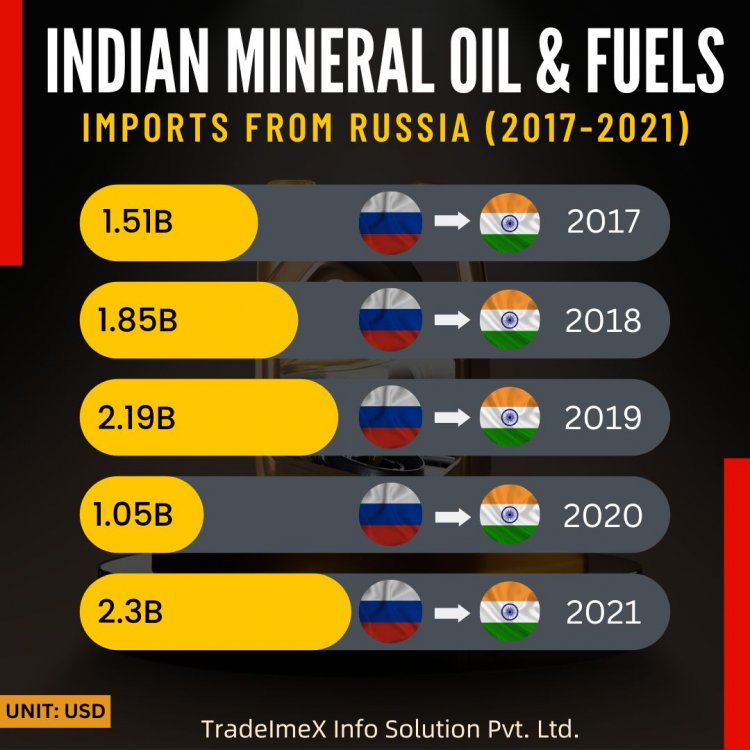 INDIAN MINERAL OIL & FUELS
IMPORTS FROM RUSSIA (2017-2021)
1.51B 2017
1.85B 2018
2.19B 2019
1.05B 2020
2.3B 2021
UNIT: USD
TradeImeX Info Solution Pvt. Ltd.